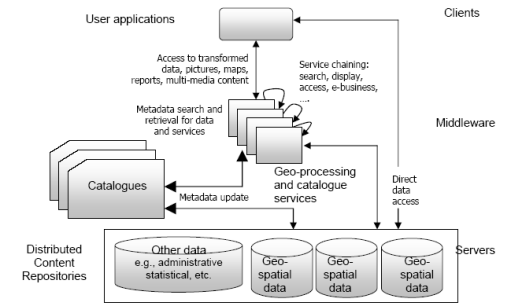 User applications
Clients
Access to transformed
data, pictures, maps,
reports, multi-media content
Service chaining:
search, display,
access, e-business,
....
Metadata search and
retrieval for data
and services
Middleware
Catalogues
Geo-processing
and catalogue
services
Metadata update
Direct
data
access
Distributed
Content
Repositories
Other data
e.g., administrative
statistical, etc.
Geo-
spatial
data
Geo-
spatial
data
Geo-
spatial
data
Servers